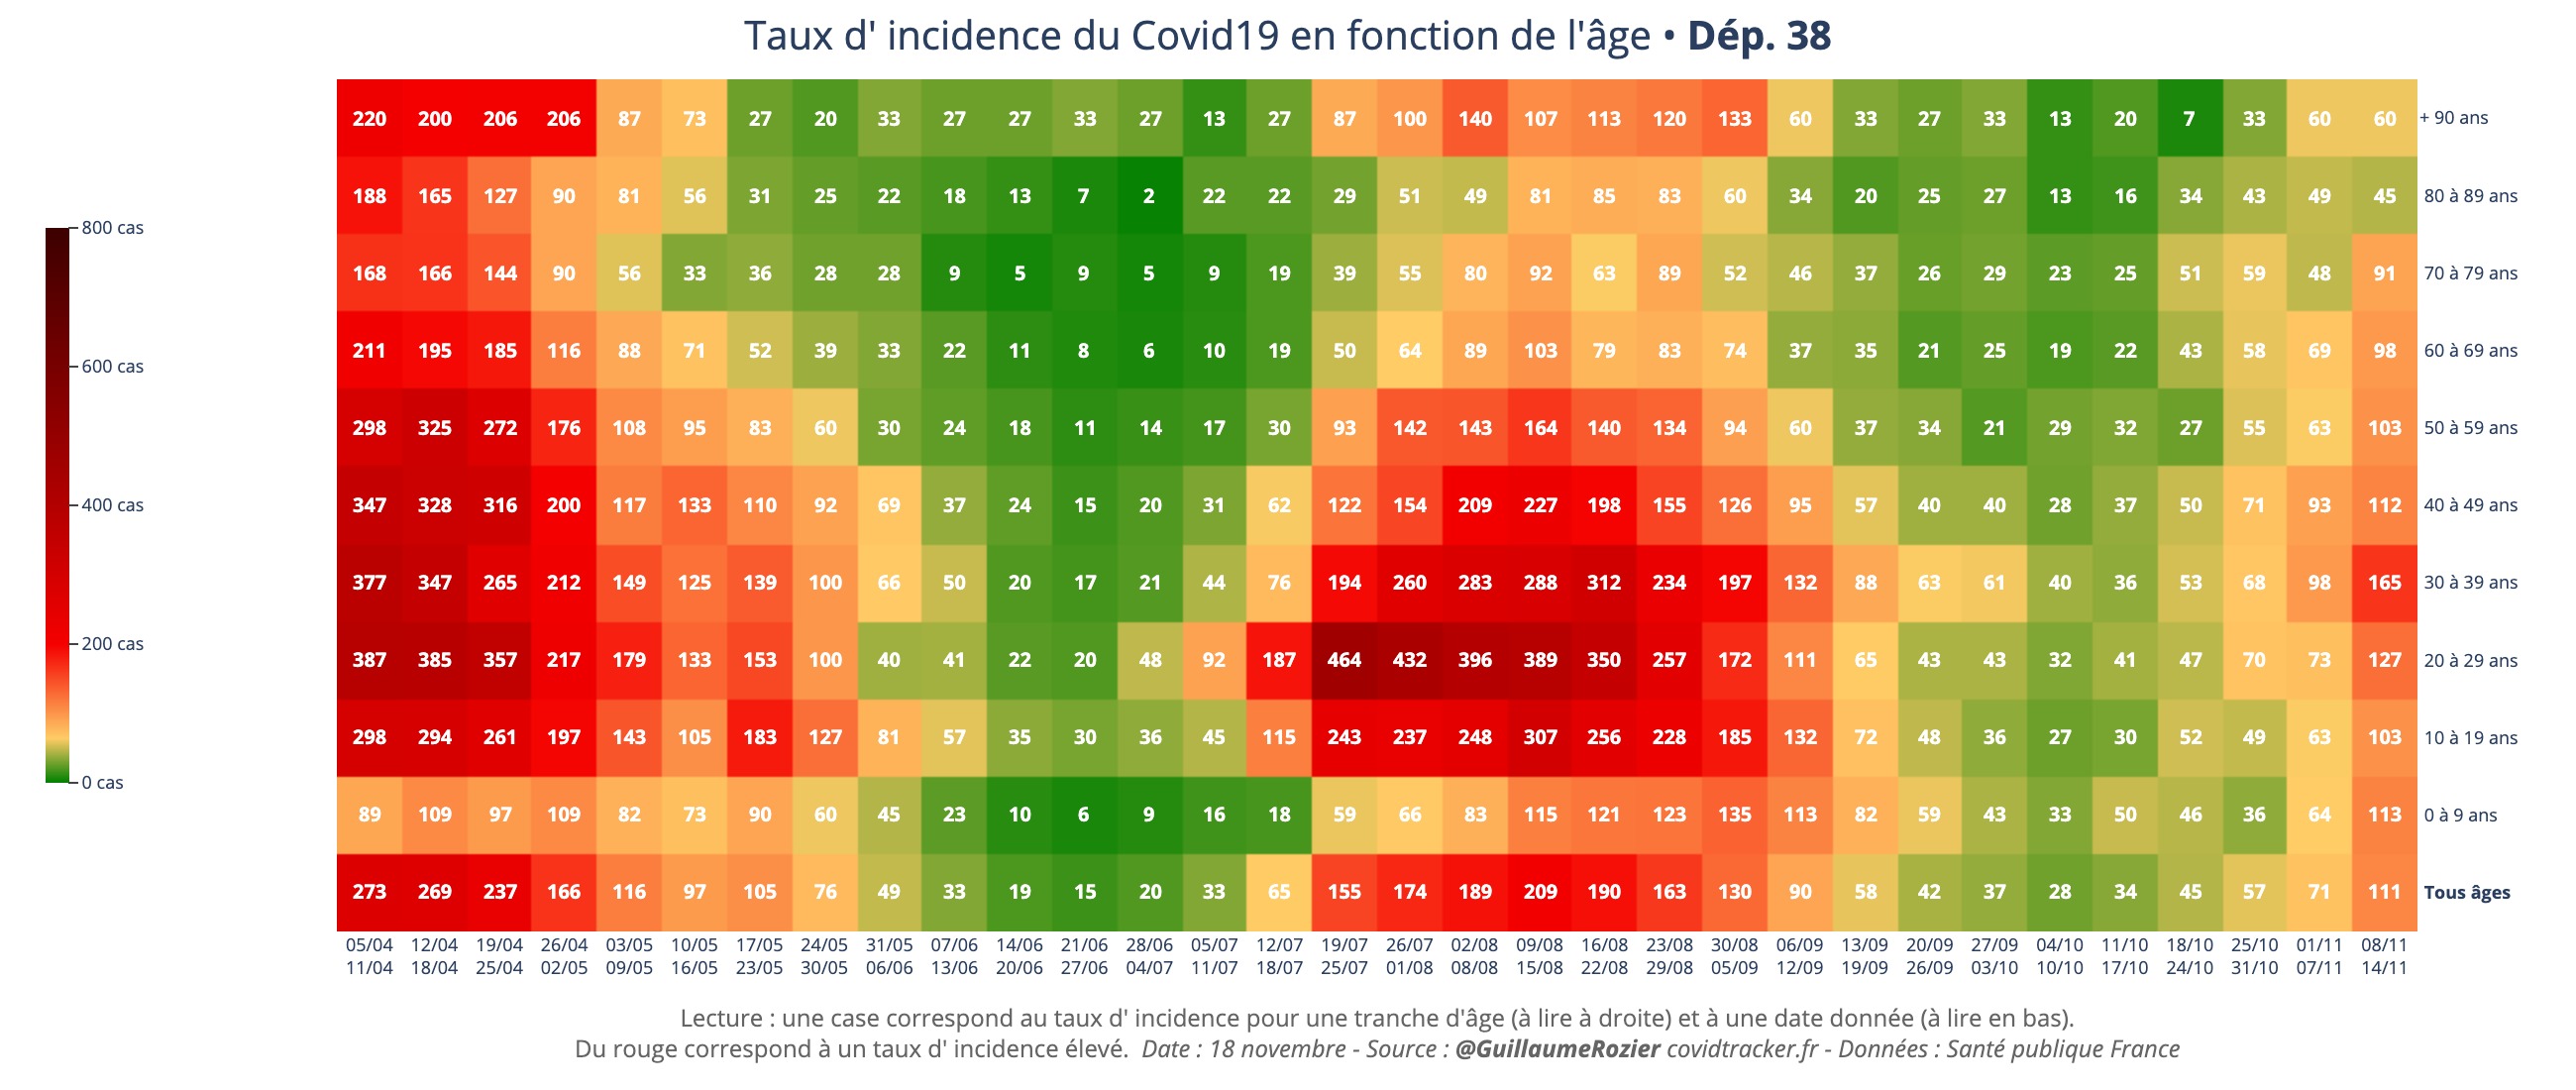 Taux d' incidence du Covid19 en fonction de l'âge • Dép. 38
800 cas
600 cas
400 cas
200 cas
0 cas
220 200 206 206 87 73 27 20 33 27 27 33 27 13 27 87 100 140 107 113 120 133 60 33 27 33 13 20 7 33 60 60 + 90 ans
188 165 127 90 81 56 31 25 22 18 13 7 2 22 22 29 51 49 81 85 83 60 34 20 25 27 13 16 34 43 49 45 80 à 89 ans
168 166 144 90 56 33 36 28 28 9 5 9 5 9 19 39 55 80 92 63 89 52 46 37 26 29 23 25 51 59 48 91 70 à 79 ans
211 195 185 116 88 71 52 39 33 22 11 8 6 10 19 50 64 89 103 79 83 74 37 35 21 25 19 22 43 58 69 98 60 à 69 ans
298 325 272 176 108 95 83 60 30 24 18 11 14 17 30 93 142 143 164 140 134 94 60 37 34 21 29 32 27 55 63 103 50 à 59 ans
347 328 316 200 117 133 110 92 69 37 24 15 20 31 62 122 154 209 227 198 155 126 95 57 40 40 28 37 50 71 93 112 40 à 49 ans
377 347 265 212 149 125 139 100 66 50 20 17 21 44 76 194 260 283 288 312 234 197 132 88 63 61 40 36 53 68 98 165 30 à 39 ans
387 385 357 217 179 133 153 100 40 41 22 20 48 92 187 464 432 396 389 350 257 172 111 65 43 43 32 41 47 70 73 127 20 à 29 ans
298 294 261 197 143 105 183 127 81 57 35 30 36 45 115 243 237 248 307 256 228 185 132 72 48 36 27 30 52 49 63 103 10 à 19 ans
89 109 97 109 82 73 90 60 45 23 10 6 9 16 18 59 66 83 115 121 123 135 113 82 59 43 33 50 46 36 64 113 0 à 9 ans
273 269 237 166 116 97 105 76 49 33 19 15 20 33 65 155 174 189 209 190 163 130 90 58 42 37 28 34 45 57 71 111 Tous âges
05/04 12/04 19/04 26/04 03/05 10/05 17/05 24/05 31/05 07/06 14/06 21/06 28/06 05/07 12/07 19/07 26/07 02/08 09/08 16/08 23/08 30/08 06/09 13/09 20/09 27/09 04/10 11/10 18/10 25/10 01/11 08/11
11/04 18/04 25/04 02/05 09/05 16/05 23/05 30/05 06/06 13/06 20/06 27/06 04/07 11/07 18/07 25/07 01/08 08/08 15/08 22/08 29/08 05/09 12/09 19/09 26/09 03/10 10/10 17/10 24/10 31/10 07/11 14/11
Lecture : une case correspond au taux d' incidence pour une tranche d'âge (à lire à droite) et à une date donnée (à lire en bas).
Du rouge correspond à un taux d' incidence élevé. Date : 18 novembre - Source : @GuillaumeRozier covidtracker.fr - Données : Santé publique France